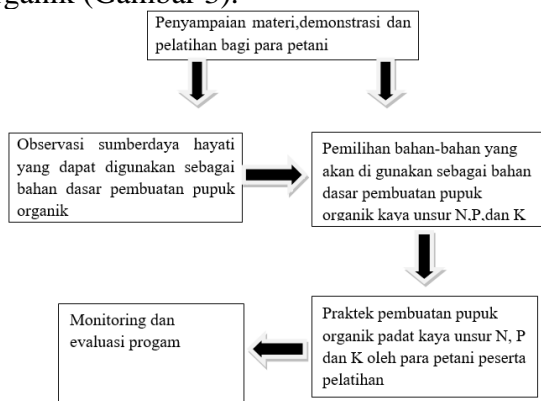 rganik (Gambar 3).
Penyampaian materi,demonstrasi dan
pelatihan bagi para petani
Observasi sumberdaya hayati
yang dapat digunakan sebagai
bahan dasar pembuatan pupuk
organik
Pemilihan bahan-bahan yang
akan di gunakan sebagai bahan
dasar pembuatan pupuk
organik kaya unsur N,P,dan K
Praktek pembuatan pupuk
organik padat kaya unsur N, P
dan K oleh para petani peserta
pelatihan
Monitoring dan
evaluasi progam